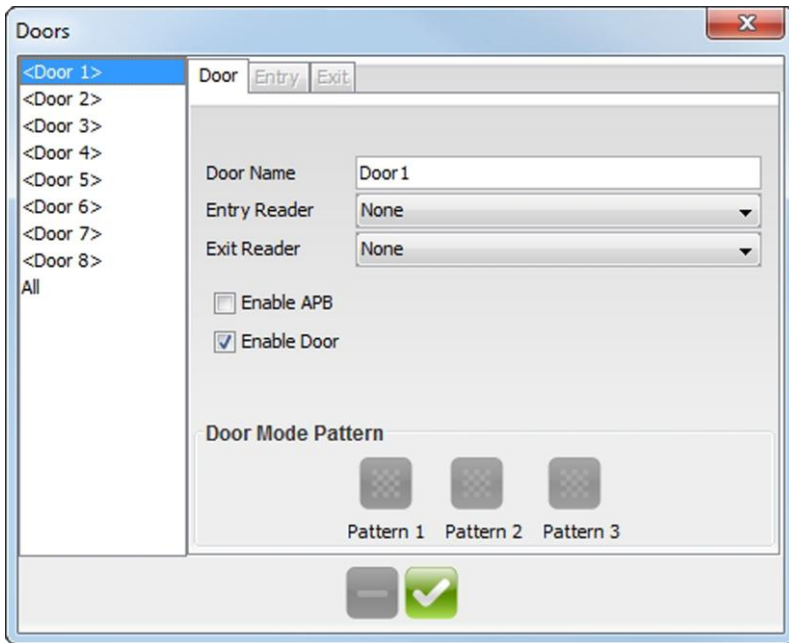 Doors
<Door 1>
<Door 2>
<Door 3>
<Door 4>
<Door 5>
<Door 6>
<Door 7>
<Door 8>
All
Door Entry Exit
Door Name Door1
Entry Reader None
Exit Reader None
Enable APB
Enable Door
Door Mode Pattern
Pattern 1 Pattern 2 Pattern 3